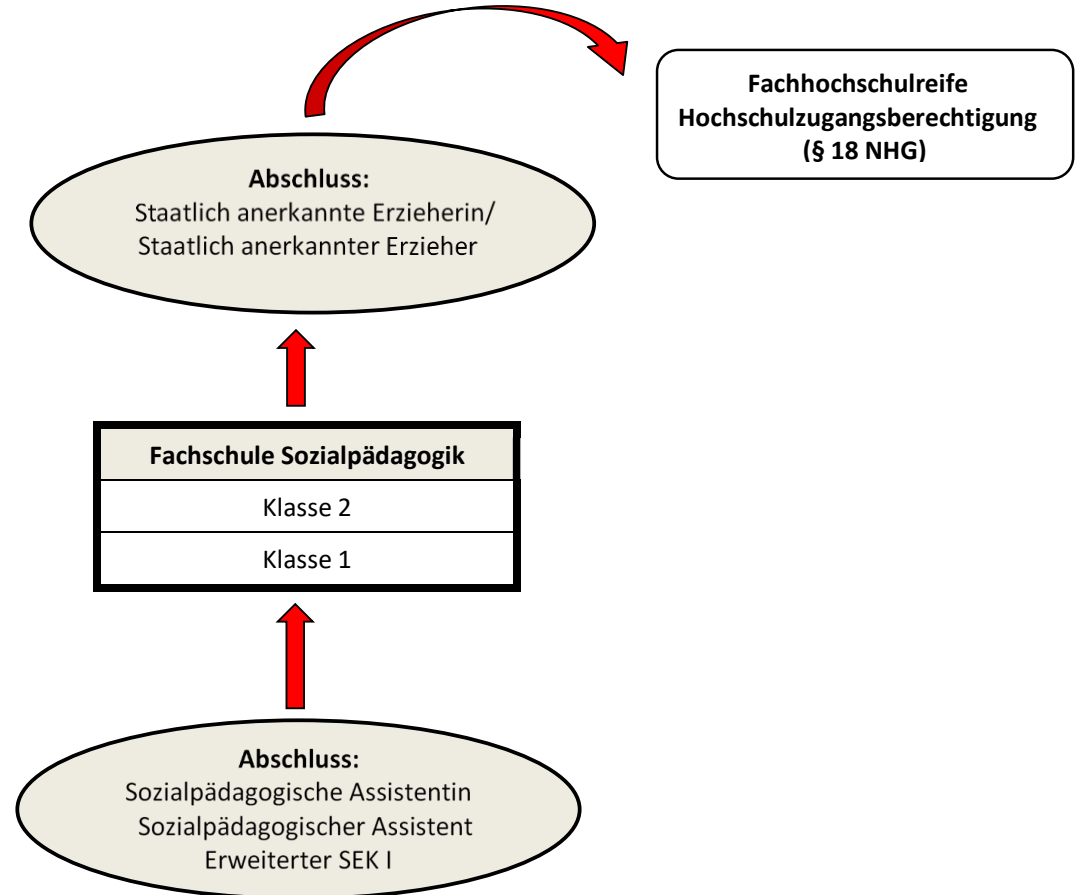 Fachhochschulreife
Hochschulzugangsberechtigung
(§ 18 NHG)
Abschluss:
Staatlich anerkannte Erzieherin/
Staatlich anerkannter Erzieher
Fachschule Sozialpädagogik
Klasse 2
Klasse 1
Abschluss:
Sozialpädagogische Assistentin
Sozialpädagogischer Assistent
Erweiterter SEK I